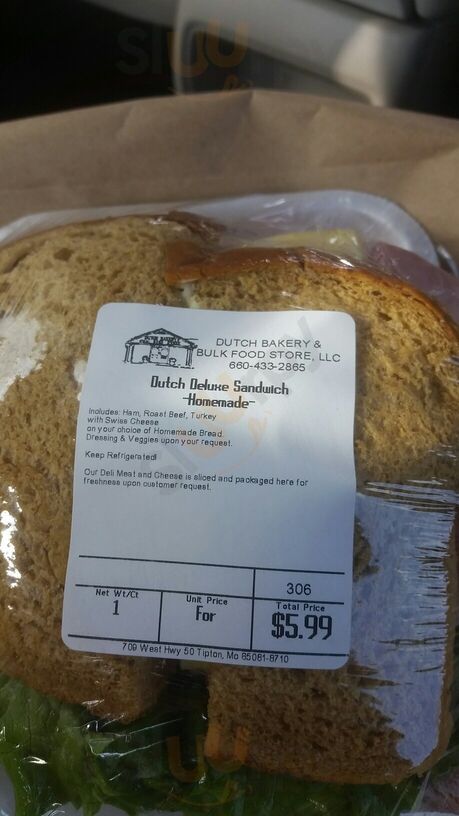 DUTCH BAKERY &
BULK FOOD STORE, LLC
660-433-2865
Dutch Deluxe Sandwich
-Homemade-
Includes: Ham, Roast Beef, Turkey
with Swiss Cheese
on your choice of Homemade Bread.
Dressing & Veggies upon your request.
Keep Refrigerated!
Our Deli Meat and Cheese is sliced and packaged here for
freshness upon customer request.
306
Net Wt/Ct Unit Price Total Price
1 For $5.99
709 West Hwy 50 Tipton, Mo 65081-8710